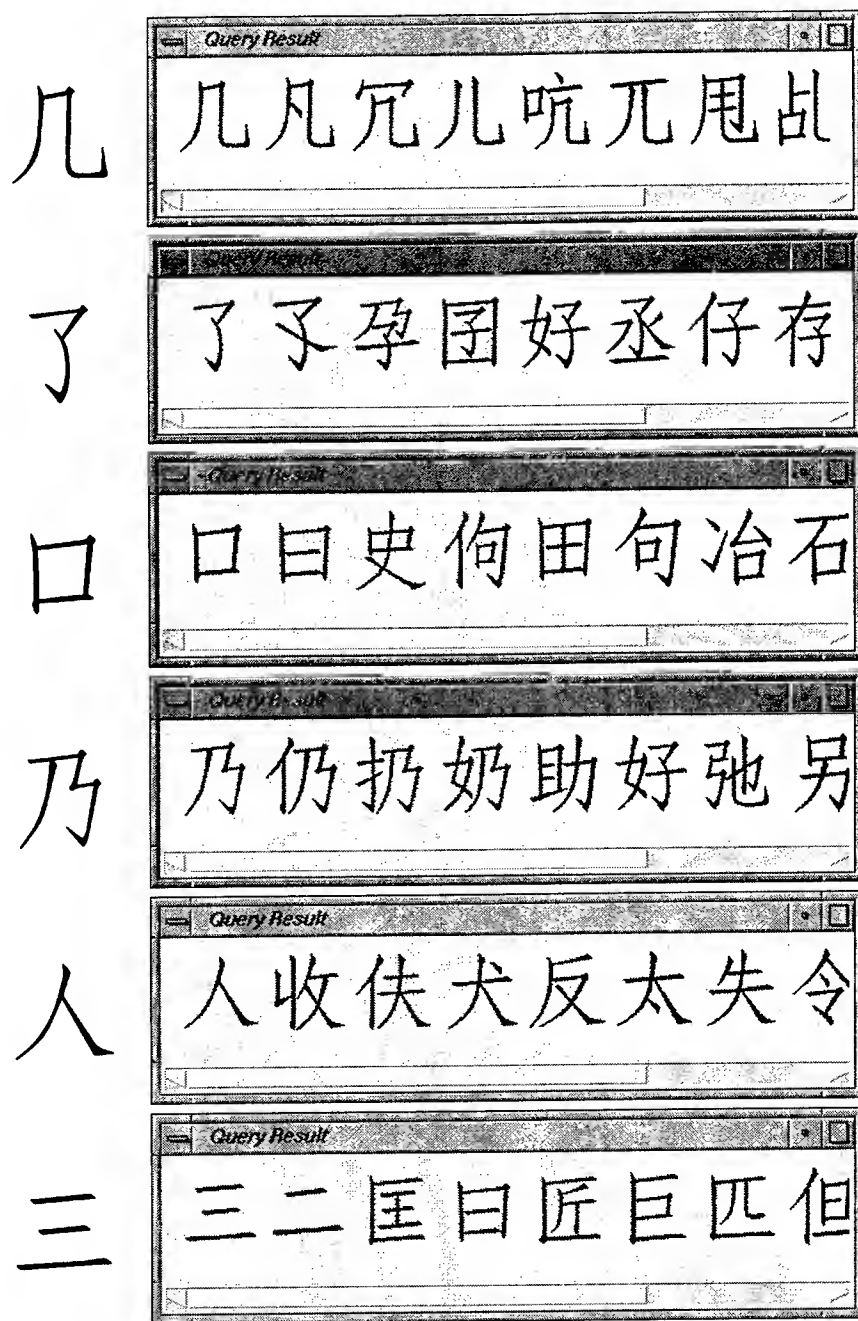 Query Result
几
几 凡 冗 儿 吭 兀 甩 乩
Query Result
了
了 孓 孕 囝 好 丞 仔 存
Query Result
口
口 曰 史 佝 田 句 冶 石
Query Result
乃
乃 仍 扔 奶 助 好 弛 另
Query Result
人
人 收 伕 犬 反 太 失 令
Query Result
三
三 二 匡 曰 匠 巨 匹 但